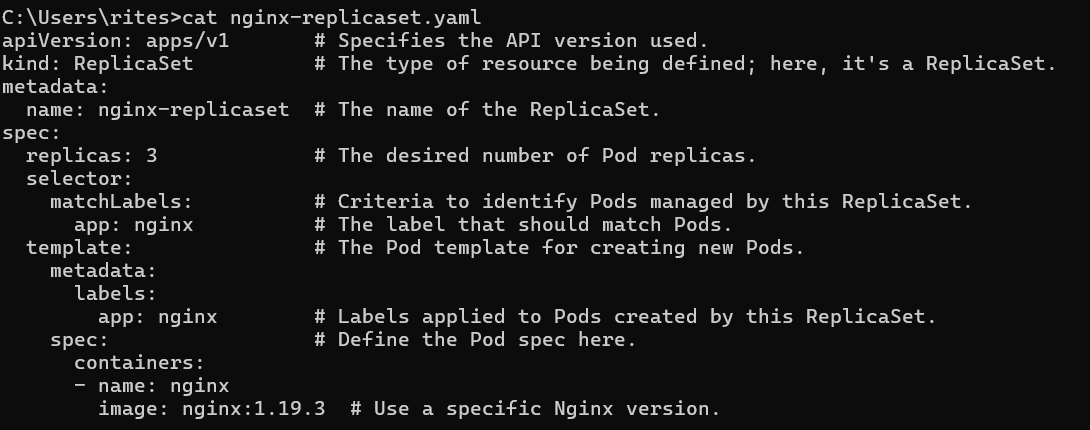 C:\Users\rites>cat nginx-replicaset.yaml
apiVersion: apps/v1       # Specifies the API version used.
kind: ReplicaSet          # The type of resource being defined; here, it's a ReplicaSet.
metadata:
  name: nginx-replicaset  # The name of the ReplicaSet.
spec:
  replicas: 3             # The desired number of Pod replicas.
  selector:
    matchLabels:          # Criteria to identify Pods managed by this ReplicaSet.
      app: nginx          # The label that should match Pods.
  template:               # The Pod template for creating new Pods.
    metadata:
      labels:
        app: nginx        # Labels applied to Pods created by this ReplicaSet.
    spec:                 # Define the Pod spec here.
      containers:
      - name: nginx
        image: nginx:1.19.3  # Use a specific Nginx version.